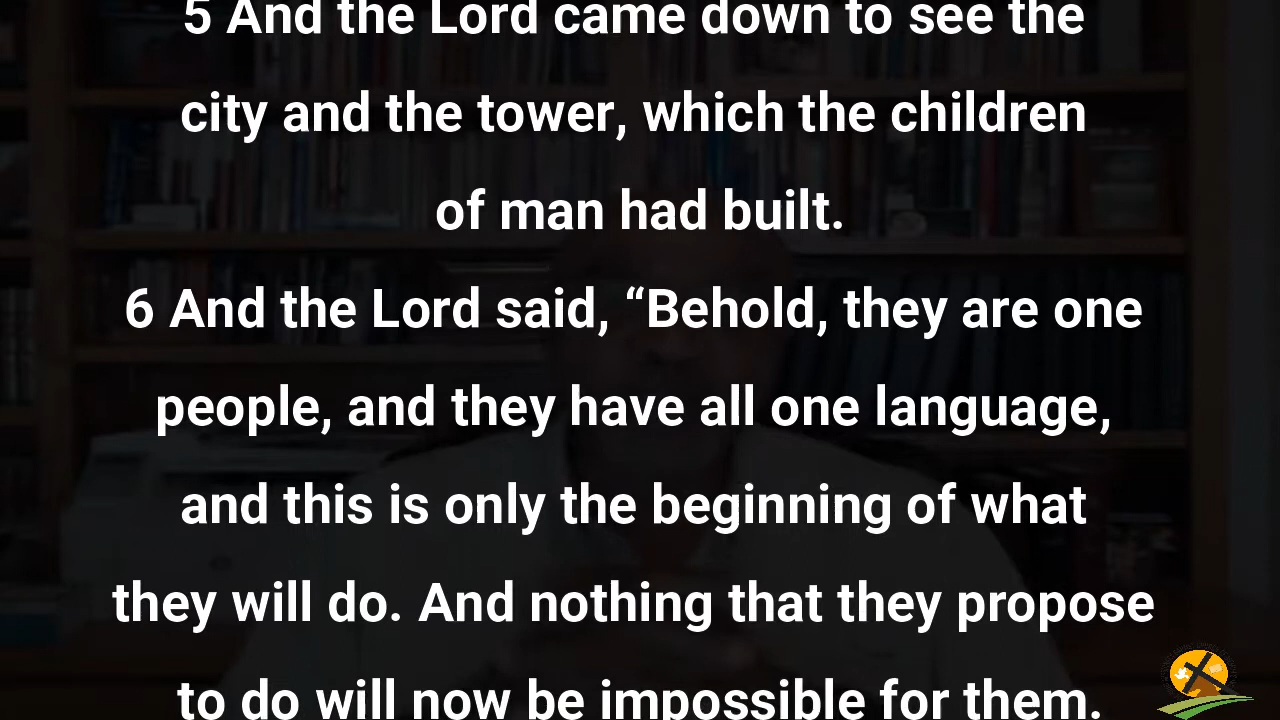 5 And the Lord came down to see the
city and the tower, which the children
of man had built.
6 And the Lord said, “Behold, they are one
people, and they have all one language,
and this is only the beginning of what
they will do. And nothing that they propose
to do will now be impossible for them.